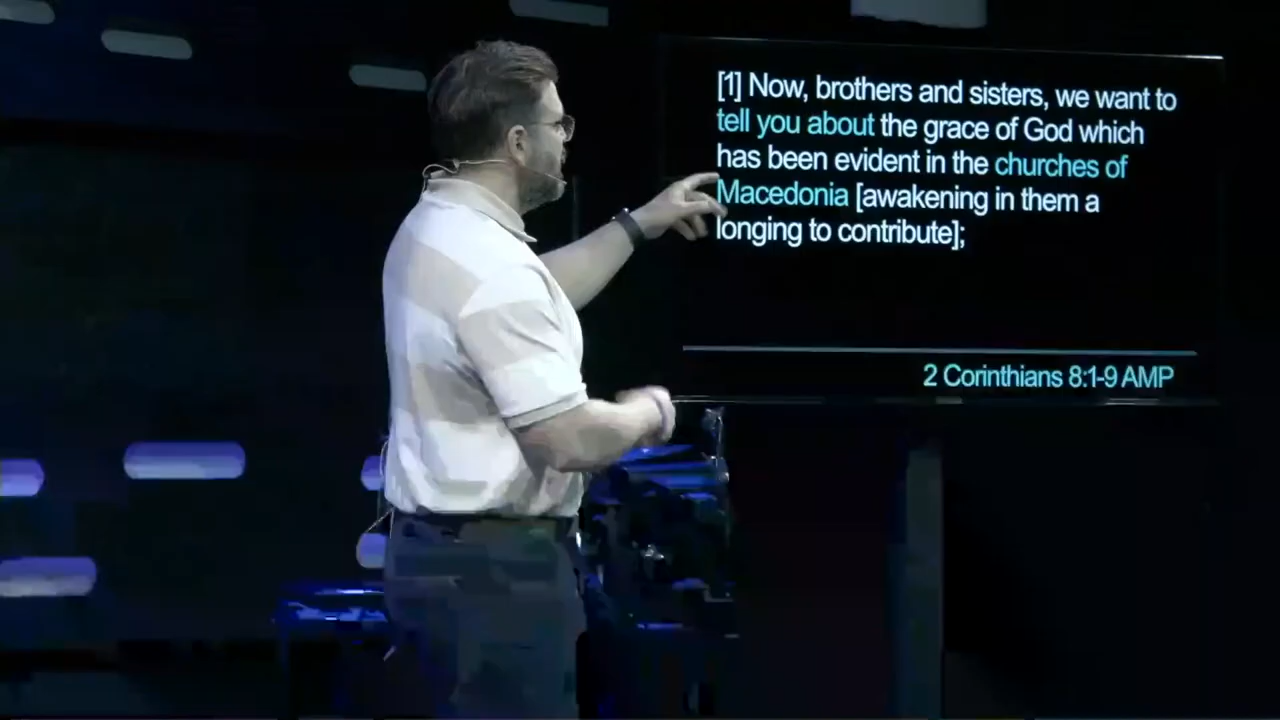 [1] Now, brothers and sisters, we want to
tell you about the grace of God which
has been evident in the churches of
Macedonia [awakening in them a
longing to contribute];
2 Corinthians 8:1-9 AMP